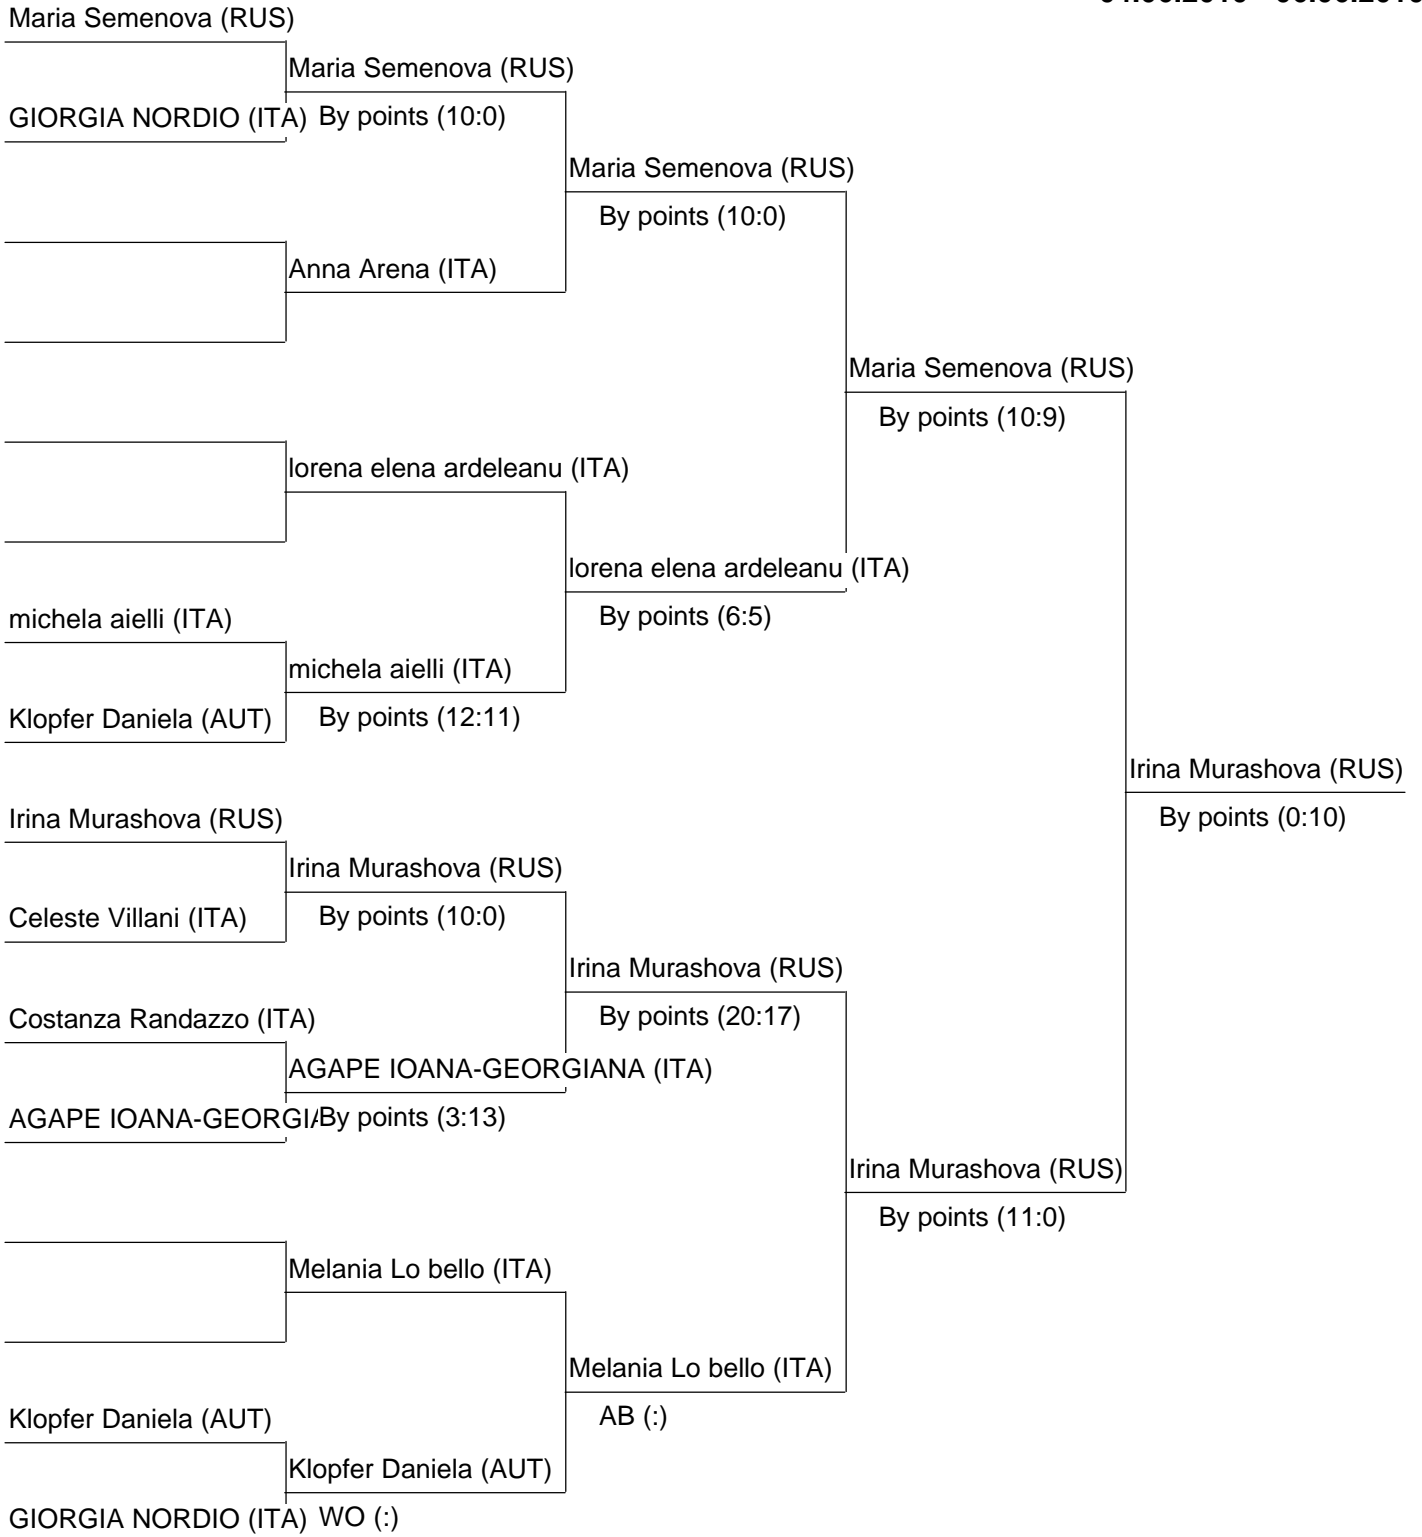 Maria Semenova (RUS)
Maria Semenova (RUS)
GIORGIA NORDIO (ITA) By points (10:0)
Maria Semenova (RUS)
By points (10:0)
Anna Arena (ITA)
Maria Semenova (RUS)
By points (10:9)
lorena elena ardeleanu (ITA)
lorena elena ardeleanu (ITA)
michela aielli (ITA)
By points (6:5)
michela aielli (ITA)
Klopfer Daniela (AUT) By points (12:11)
Irina Murashova (RUS)
Irina Murashova (RUS)
By points (0:10)
Irina Murashova (RUS)
Celeste Villani (ITA) By points (10:0)
Irina Murashova (RUS)
Costanza Randazzo (ITA)
By points (20:17)
AGAPE IOANA-GEORGIANA (ITA)
AGAPE IOANA-GEORGIA By points (3:13)
Irina Murashova (RUS)
By points (11:0)
Melania Lo bello (ITA)
Melania Lo bello (ITA)
Klopfer Daniela (AUT)
AB (:)
Klopfer Daniela (AUT)
GIORGIA NORDIO (ITA) WO (:)